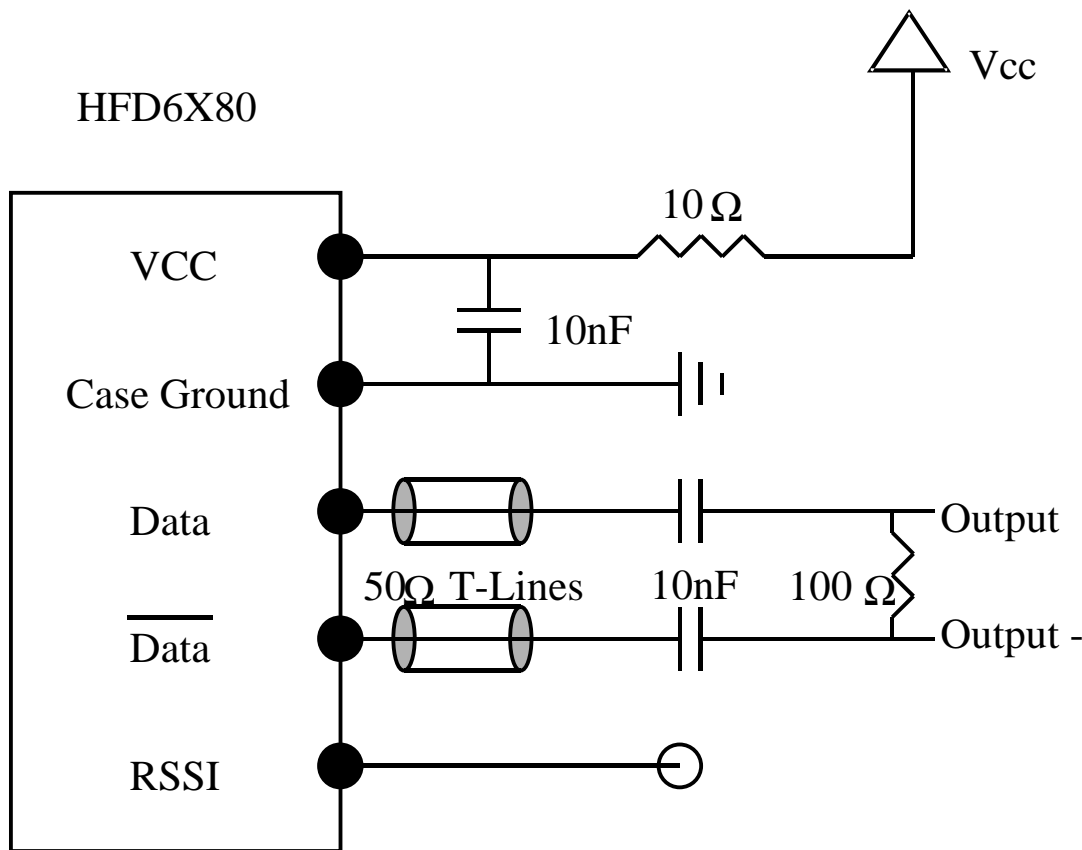 Vcc
HFD6X80
10 Ω
VCC
10nF
Case Ground
Data
Output
50Ω T-Lines
10nF
100 Ω
Data
Output -
RSSI